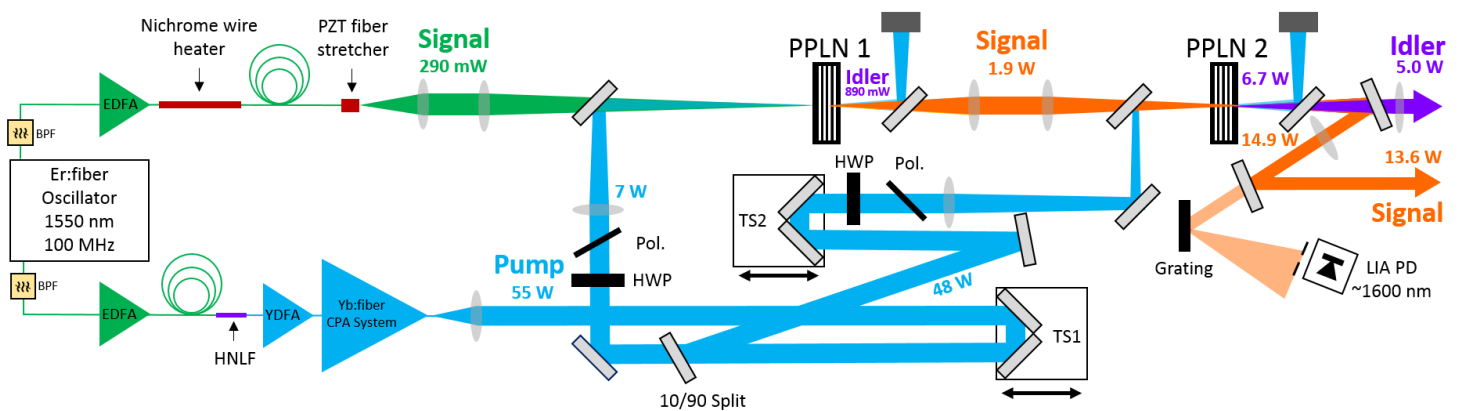 Nichrome wire
heater
PZT fiber
stretcher
Signal
290 mW
EDFA
BPF
Er:fiber
Oscillator
1550 nm
100 MHz
BPF
EDFA
HNLF
YDFA
Yb:fiber
CPA System
Pump
55 W
7 W
Pol.
HWP
10/90 Split
48 W
TS1
TS2
HWP
Pol.
PPLN 1
Idler
890 mW
Signal
1.9 W
PPLN 2
6.7 W
Idler
5.0 W
14.9 W
13.6 W
Signal
Grating
LIA PD
~1600 nm